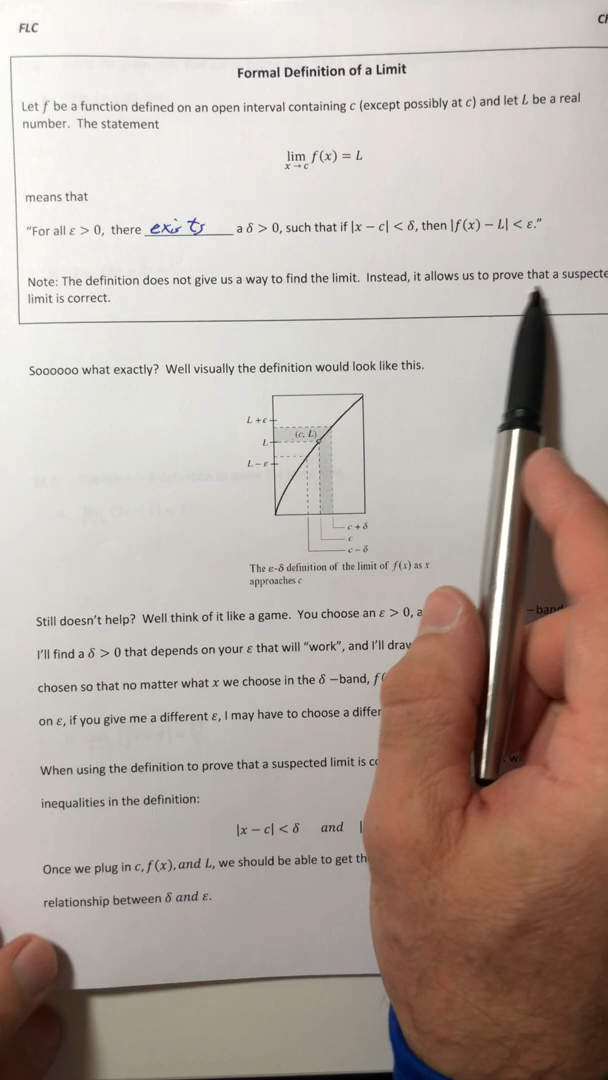 FLC
Formal Definition of a Limit
Let f be a function defined on an open interval containing c (except possibly at c) and let L be a real
number. The statement
lim f(x) = L
x→c
means that
"For all ε > 0, there exists a δ > 0, such that if |x − c| < δ, then |f(x) − L| < ε."
Note: The definition does not give us a way to find the limit. Instead, it allows us to prove that a suspecte
limit is correct.
Soooooo what exactly? Well visually the definition would look like this.
L + ε
(c, L)
L
L − ε
c + δ
c
c − δ
The ε-δ definition of the limit of f(x) as x
approaches c
Still doesn't help? Well think of it like a game. You choose an ε > 0, a −band
I'll find a δ > 0 that depends on your ε that will "work", and I'll draw
chosen so that no matter what x we choose in the δ −band, f(
on ε, if you give me a different ε, I may have to choose a differ
When using the definition to prove that a suspected limit is
inequalities in the definition:
|x − c| < δ and |
Once we plug in c, f(x), and L, we should be able to get th
relationship between δ and ε.